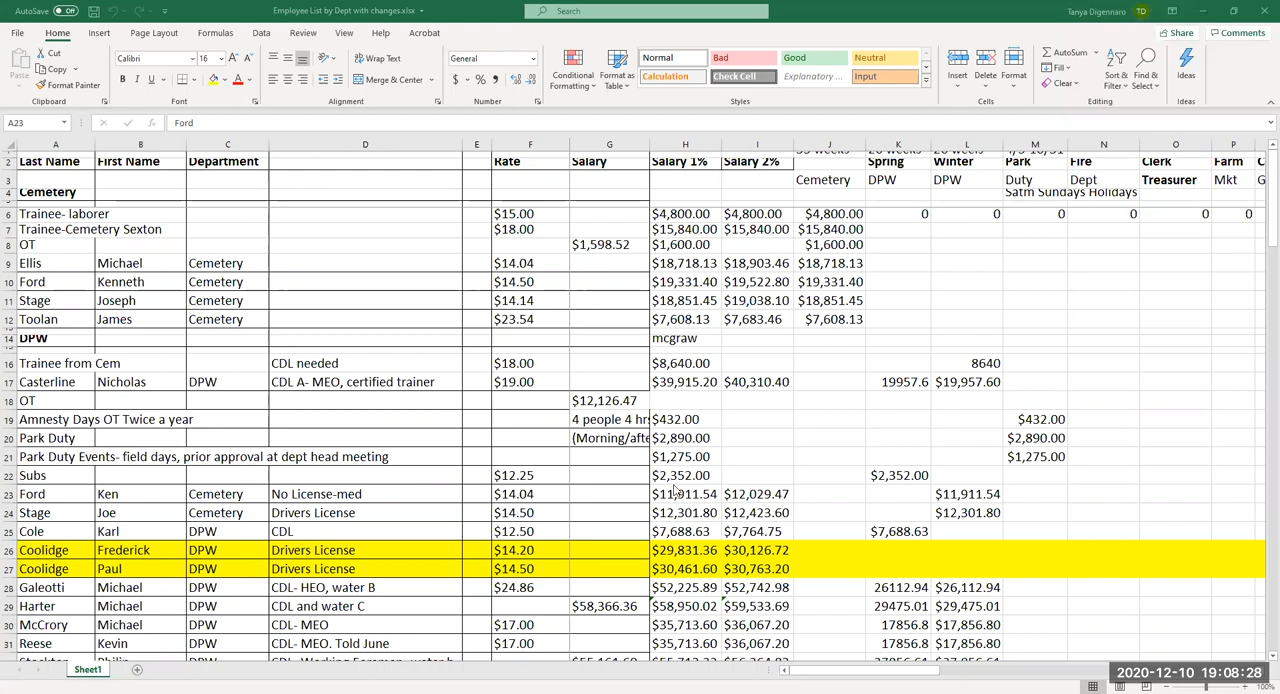 AutoSave Off Employee List by Dept with changes.xlsx Search Tanya Digennaro TD
File Home Insert Page Layout Formulas Data Review View Help Acrobat Share Comments
Paste Cut Copy Format Painter Clipboard
Calibri 16 A A B I U A Font
Wrap Text Merge & Center Alignment
General $ % Number
Conditional Formatting Format as Table Normal Bad Good Neutral Calculation Check Cell Explanatory ... Input Styles
Insert Delete Format Cells
AutoSum Fill Clear Sort & Filter Find & Select Editing Ideas Ideas
A23 fx Ford
A B C D E F G H I J K L M N O P
2 Last Name First Name Department Rate Salary Salary 1% Salary 2% Spring Winter Park Fire Clerk Farm
3 Cemetery DPW DPW Duty Dept Treasurer Mkt
4 Cemetery Satm Sundays Holidays
6 Trainee- laborer $15.00 $4,800.00 $4,800.00 $4,800.00 0 0 0 0 0 0
7 Trainee-Cemetery Sexton $18.00 $15,840.00 $15,840.00 $15,840.00
8 OT $1,598.52 $1,600.00 $1,600.00
9 Ellis Michael Cemetery $14.04 $18,718.13 $18,903.46 $18,718.13
10 Ford Kenneth Cemetery $14.50 $19,331.40 $19,522.80 $19,331.40
11 Stage Joseph Cemetery $14.14 $18,851.45 $19,038.10 $18,851.45
12 Toolan James Cemetery $23.54 $7,608.13 $7,683.46 $7,608.13
14 DPW mcgraw
16 Trainee from Cem CDL needed $18.00 $8,640.00 8640
17 Casterline Nicholas DPW CDL A- MEO, certified trainer $19.00 $39,915.20 $40,310.40 19957.6 $19,957.60
18 OT $12,126.47
19 Amnesty Days OT Twice a year 4 people 4 hrs $432.00 $432.00
20 Park Duty (Morning/afte $2,890.00 $2,890.00
21 Park Duty Events- field days, prior approval at dept head meeting $1,275.00 $1,275.00
22 Subs $12.25 $2,352.00 $2,352.00
23 Ford Ken Cemetery No License-med $14.04 $11,911.54 $12,029.47 $11,911.54
24 Stage Joe Cemetery Drivers License $14.50 $12,301.80 $12,423.60 $12,301.80
25 Cole Karl DPW CDL $12.50 $7,688.63 $7,764.75 $7,688.63
26 Coolidge Frederick DPW Drivers License $14.20 $29,831.36 $30,126.72
27 Coolidge Paul DPW Drivers License $14.50 $30,461.60 $30,763.20
28 Galeotti Michael DPW CDL- HEO, water B $24.86 $52,225.89 $52,742.98 26112.94 $26,112.94
29 Harter Michael DPW CDL and water C $58,366.36 $58,950.02 $59,533.69 29475.01 $29,475.01
30 McCrory Michael DPW CDL- MEO $17.00 $35,713.60 $36,067.20 17856.8 $17,856.80
31 Reese Kevin DPW CDL- MEO. Told June $17.00 $35,713.60 $36,067.20 17856.8 $17,856.80
Sheet1
2020-12-10 19:08:28
100%